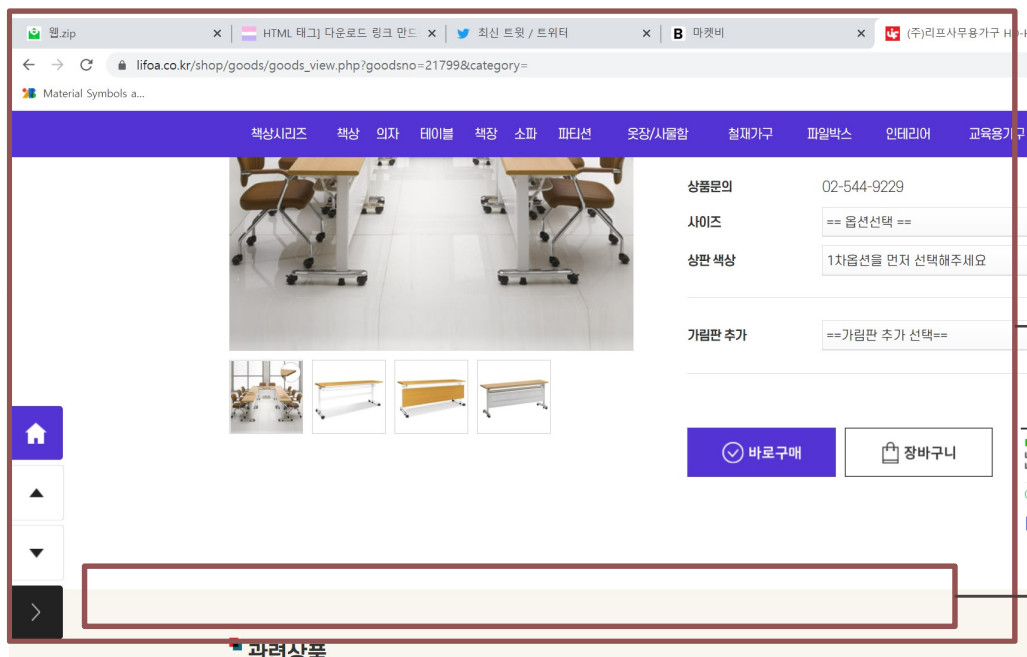 웹.zip
HTML 태그] 다운로드 링크 만드
최신 트윗 / 트위터
B 마켓비
(주)리프사무용가구 HD-H
lifoa.co.kr/shop/goods/goods_view.php?goodsno=21799&category=
Material Symbols a...
책상시리즈 책상 의자 테이블 책장 소파 파티션 옷장/사물함 철재가구 파일박스 인테리어 교육용가구
상품문의 02-544-9229
사이즈 == 옵션선택 ==
상판 색상 1차옵션을 먼저 선택해주세요
가림판 추가 ==가림판 추가 선택==
바로구매
장바구니
관련상품